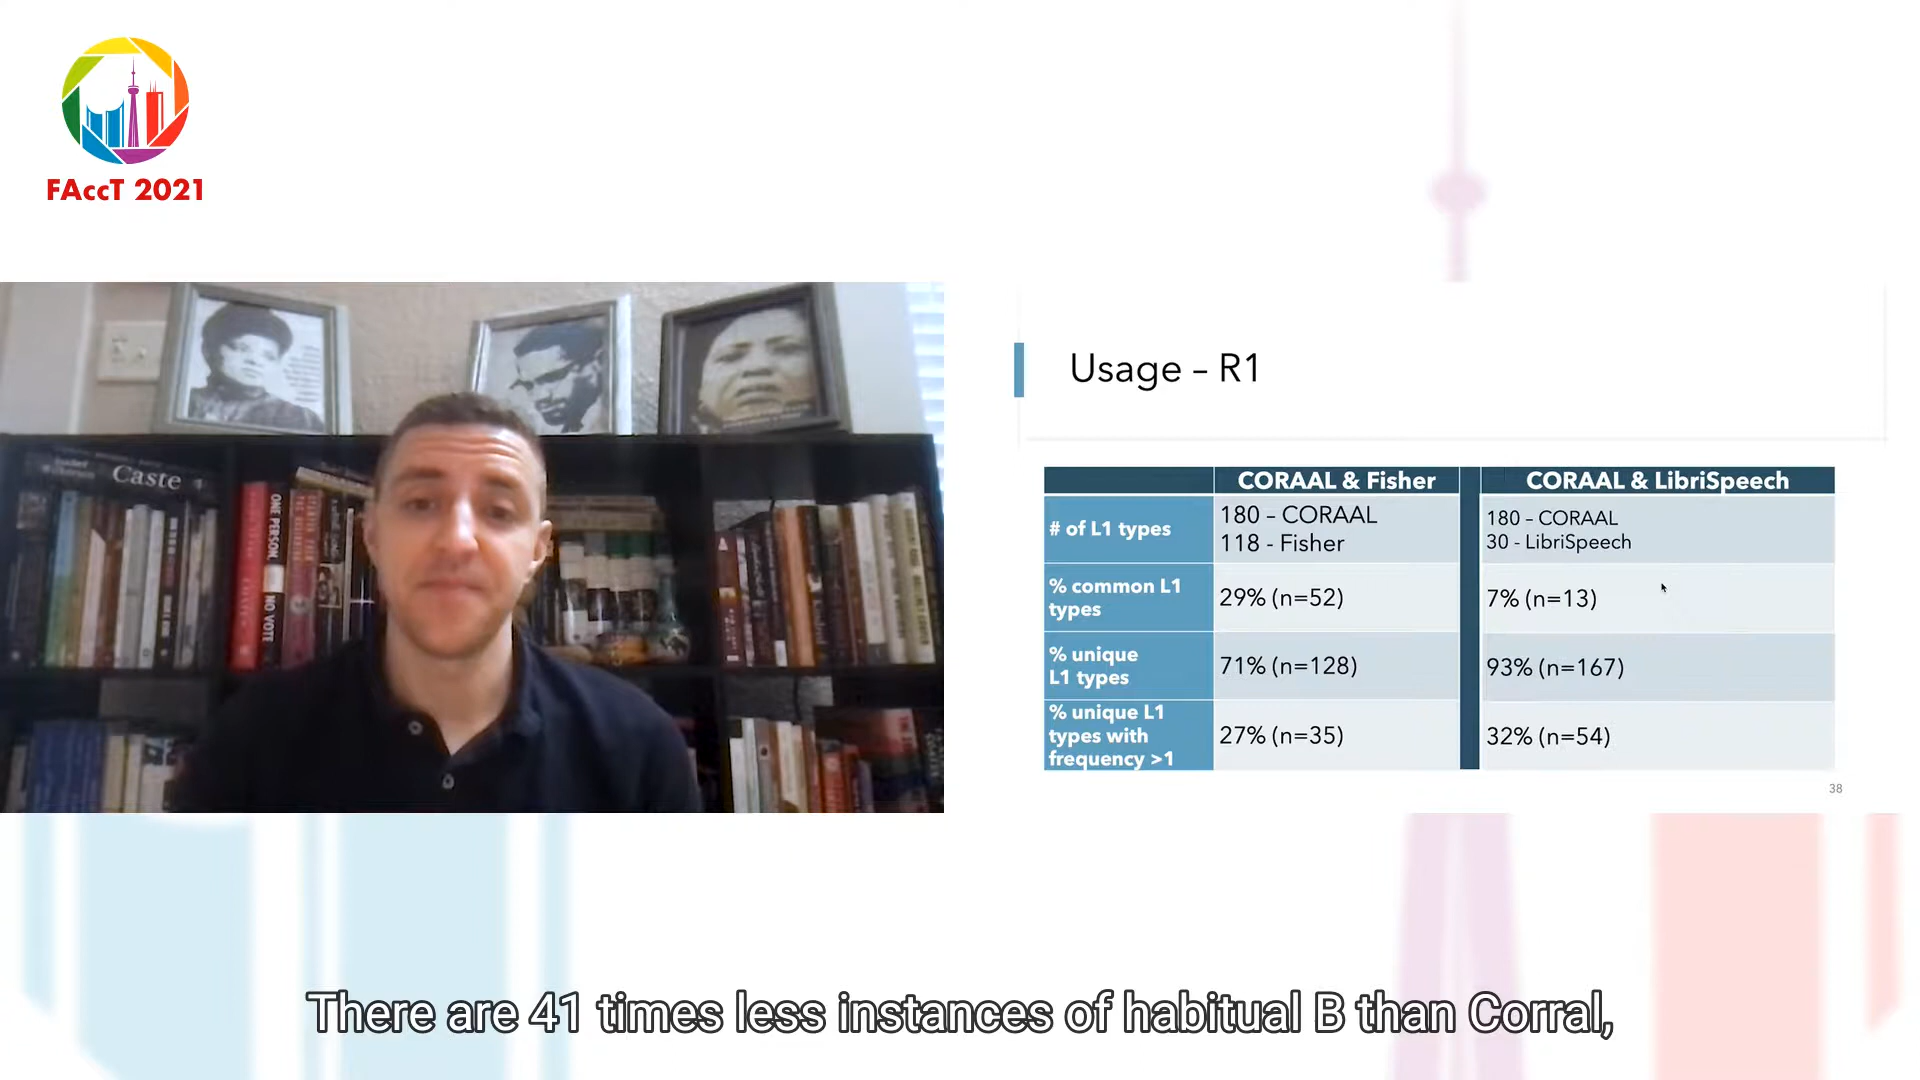 FAccT 2021
Caste
ONE PERSON, NO VOTE
Usage – R1
CORAAL & Fisher
CORAAL & LibriSpeech
# of L1 types
180 – CORAAL
118 - Fisher
180 – CORAAL
30 - LibriSpeech
% common L1
types
29% (n=52)
7% (n=13)
% unique
L1 types
71% (n=128)
93% (n=167)
% unique L1
types with
frequency >1
27% (n=35)
32% (n=54)
38
There are 41 times less instances of habitual B than Corral,